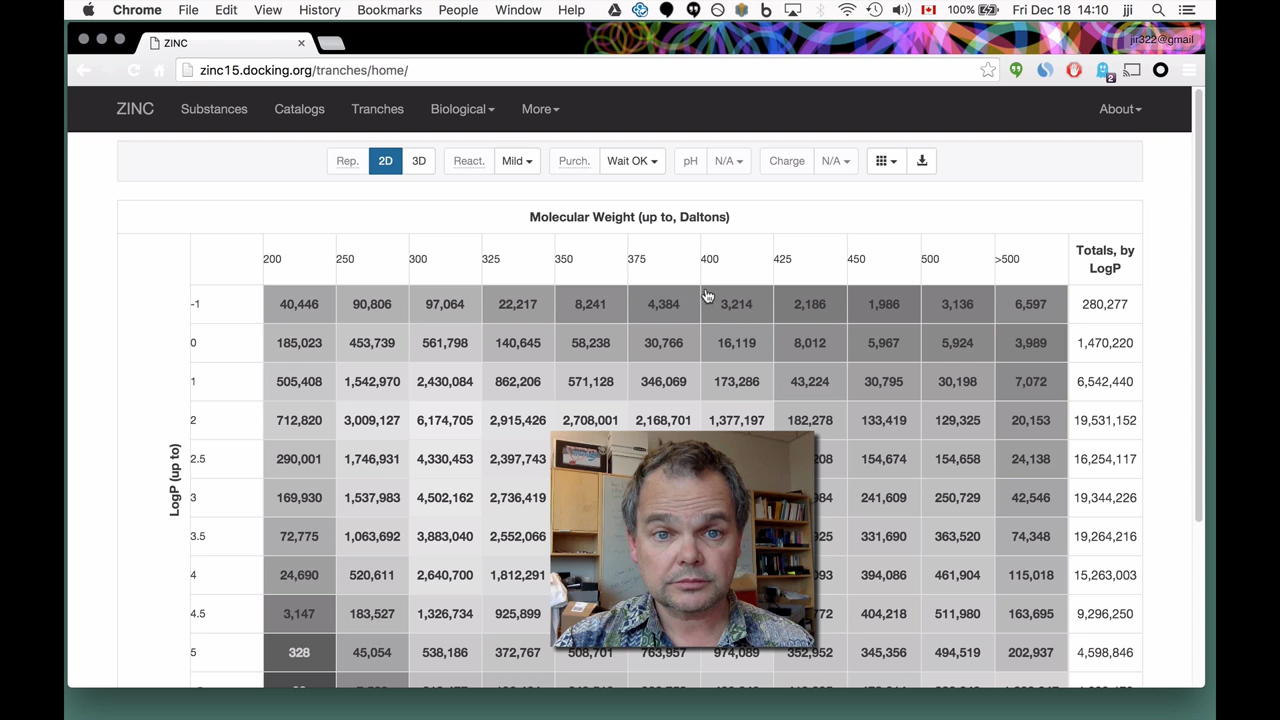 Chrome File Edit View History Bookmarks People Window Help 100% Fri Dec 18 14:10 jji
ZINC jir322@gmail
zinc15.docking.org/tranches/home/ 2
ZINC Substances Catalogs Tranches Biological More About
Rep. 2D 3D React. Mild Purch. Wait OK pH N/A Charge N/A
Molecular Weight (up to, Daltons)
200 250 300 325 350 375 400 425 450 500 >500 Totals, by LogP
LogP (up to)
-1 40,446 90,806 97,064 22,217 8,241 4,384 3,214 2,186 1,986 3,136 6,597 280,277
0 185,023 453,739 561,798 140,645 58,238 30,766 16,119 8,012 5,967 5,924 3,989 1,470,220
1 505,408 1,542,970 2,430,084 862,206 571,128 346,069 173,286 43,224 30,795 30,198 7,072 6,542,440
2 712,820 3,009,127 6,174,705 2,915,426 2,708,001 2,168,701 1,377,197 182,278 133,419 129,325 20,153 19,531,152
2.5 290,001 1,746,931 4,330,453 2,397,743 208 154,674 154,658 24,138 16,254,117
3 169,930 1,537,983 4,502,162 2,736,419 984 241,609 250,729 42,546 19,344,226
3.5 72,775 1,063,692 3,883,040 2,552,066 925 331,690 363,520 74,348 19,264,216
4 24,690 520,611 2,640,700 1,812,291 093 394,086 461,904 115,018 15,263,003
4.5 3,147 183,527 1,326,734 925,899 772 404,218 511,980 163,695 9,296,250
5 328 45,054 538,186 372,767 508,701 763,957 974,089 352,952 345,356 494,519 202,937 4,598,846